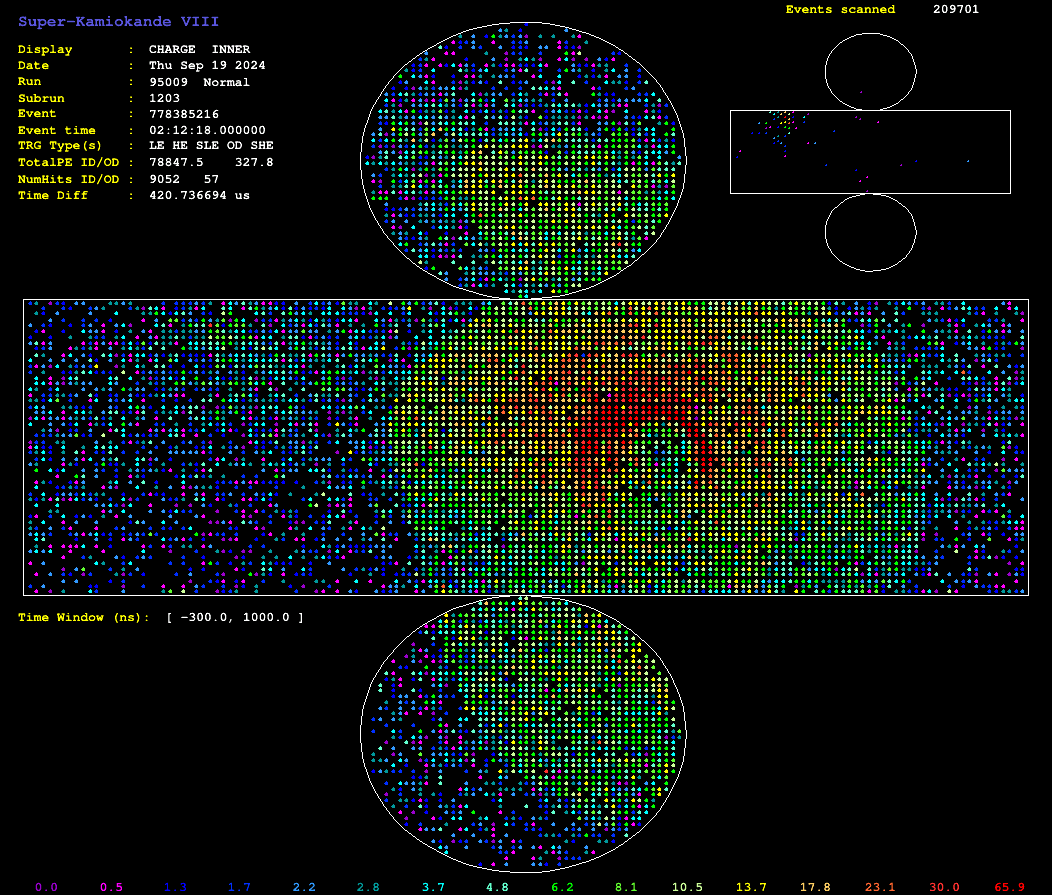 Super-Kamiokande VIII
Display : CHARGE INNER
Date : Thu Sep 19 2024
Run : 95009 Normal
Subrun : 1203
Event : 778385216
Event time : 02:12:18.000000
TRG Type(s) : LE HE SLE OD SHE
TotalPE ID/OD : 78847.5 327.8
NumHits ID/OD : 9052 57
Time Diff : 420.736694 us
Events scanned 209701
Time Window (ns): [ -300.0, 1000.0 ]
0.0 0.5 1.3 1.7 2.2 2.8 3.7 4.8 6.2 8.1 10.5 13.7 17.8 23.1 30.0 65.9